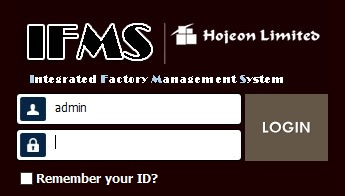 IFMS
Hojeon Limited
Integrated Factory Management System
admin
LOGIN
Remember your ID?